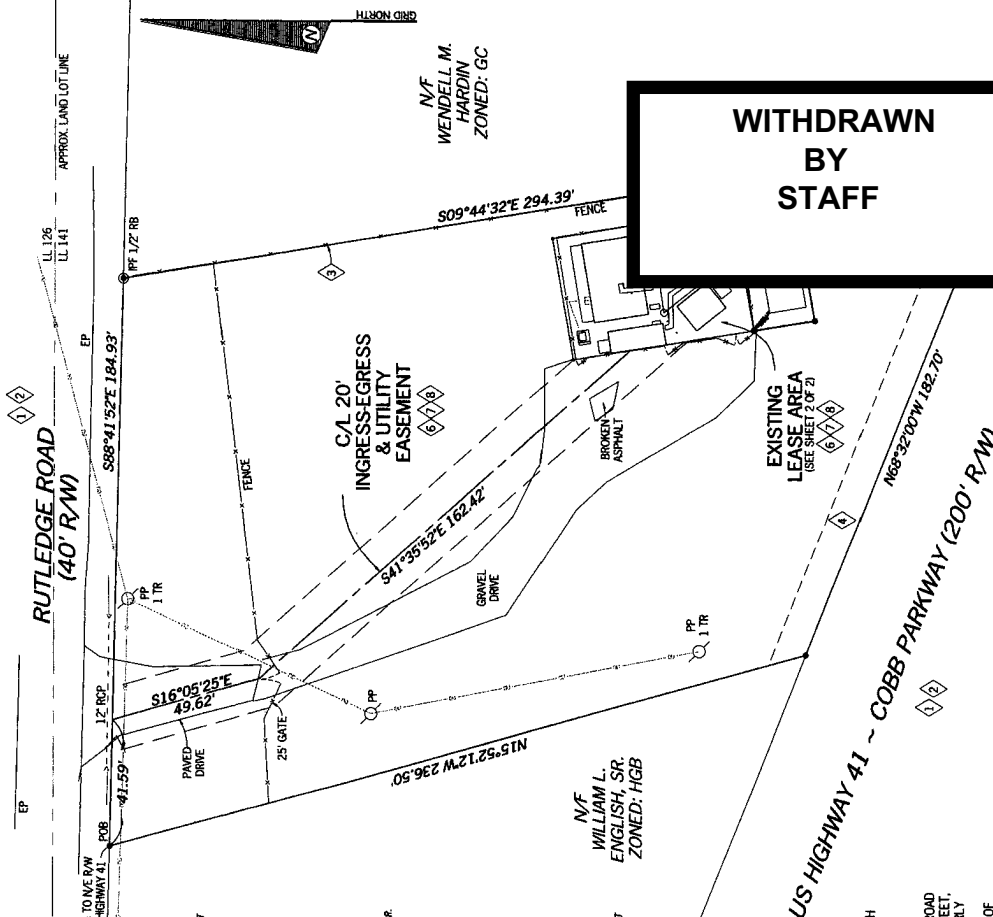 GRID NORTH
N
APPROX. LAND LOT LINE
LL 126
LL 141
N/F
WENDELL M.
HARDIN
ZONED: GC
WITHDRAWN
BY
STAFF
1 2
RUTLEDGE ROAD
(40' R/W)
EP
EP
IPF 1/2" RB
S88°41'52"E 184.93'
S09°44'32"E 294.39'
FENCE
3
FENCE
C/L 20'
INGRESS-EGRESS
& UTILITY
EASEMENT
6 7 8
BROKEN
ASPHALT
EXISTING
LEASE AREA
(SEE SHEET 2 OF 2)
6 7 8
S41°35'52"E 162.42'
GRAVEL
DRIVE
PP
1 TR
PP
1 TR
PP
12" RCP
S16°05'25"E
49.62'
PAVED
DRIVE
25' GATE
41.59'
POB
TO N/E R/W
HIGHWAY 41
N15°52'12"W 236.50'
N/F
WILLIAM L.
ENGLISH, SR.
ZONED: HGB
N68°32'00"W 182.70'
4
US HIGHWAY 41 ~ COBB PARKWAY (200' R/W)
1 2
R.
H
OAD
EET,
RLY
OF